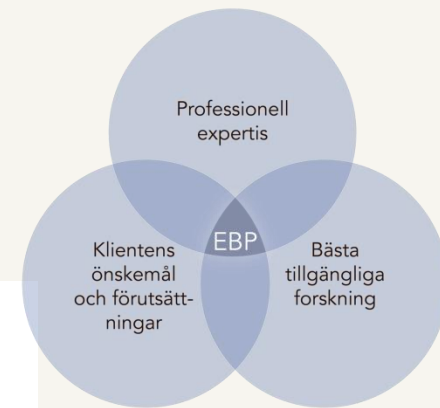 Professionell
expertis
EBP
Klientens
önskemål
och förutsätt-
ningar
Bästa
tillgängliga
forskning